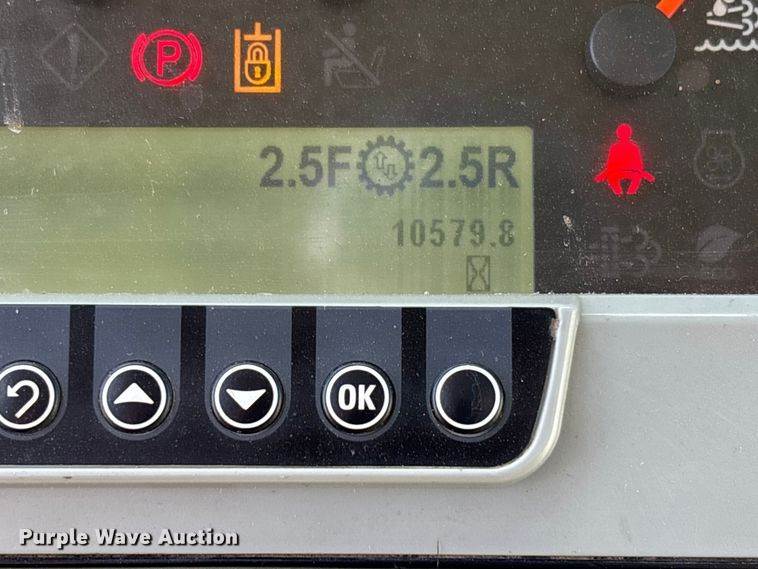 P
2.5F 2.5R
10579.8
OK
Purple Wave Auction